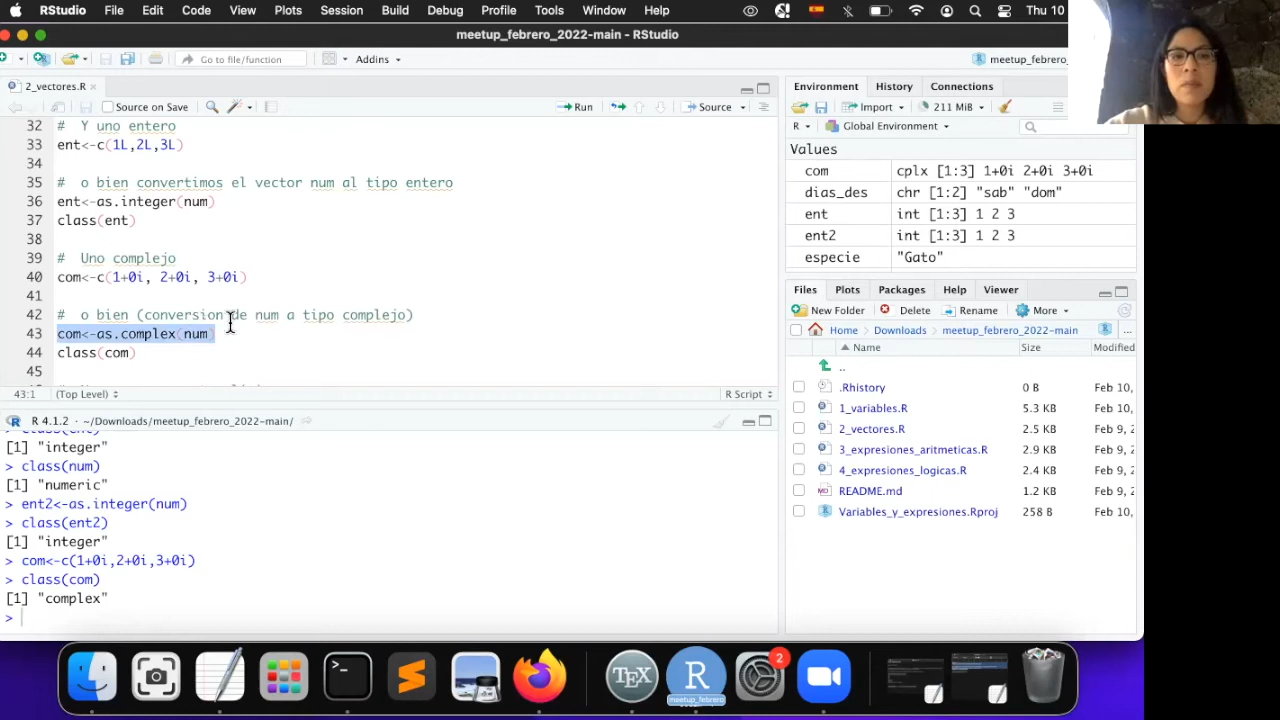 RStudio File Edit Code View Plots Session Build Debug Profile Tools Window Help Thu 10
meetup_febrero_2022-main - RStudio
Go to file/function Addins meetup_febrero_
2_vectores.R
Source on Save Run Source
32 # Y uno entero
33 ent<-c(1L,2L,3L)
34
35 # o bien convertimos el vector num al tipo entero
36 ent<-as.integer(num)
37 class(ent)
38
39 # Uno complejo
40 com<-c(1+0i, 2+0i, 3+0i)
41
42 # o bien (conversion de num a tipo complejo)
43 com<-as.complex(num)
44 class(com)
45
43:1 (Top Level) R Script
R 4.1.2 · ~/Downloads/meetup_febrero_2022-main/
[1] "integer"
> class(num)
[1] "numeric"
> ent2<-as.integer(num)
> class(ent2)
[1] "integer"
> com<-c(1+0i,2+0i,3+0i)
> class(com)
[1] "complex"
>
Environment History Connections
Import 211 MiB
R Global Environment
Values
com cplx [1:3] 1+0i 2+0i 3+0i
dias_des chr [1:2] "sab" "dom"
ent int [1:3] 1 2 3
ent2 int [1:3] 1 2 3
especie "Gato"
Files Plots Packages Help Viewer
New Folder Delete Rename More
Home Downloads meetup_febrero_2022-main ...
Name Size Modified
..
.Rhistory 0 B Feb 10,
1_variables.R 5.3 KB Feb 10,
2_vectores.R 2.5 KB Feb 9, 2
3_expresiones_aritmeticas.R 2.9 KB Feb 9, 2
4_expresiones_logicas.R 2.4 KB Feb 9, 2
README.md 1.2 KB Feb 9, 2
Variables_y_expresiones.Rproj 258 B Feb 10,
TEX R 2
meetup_febrero